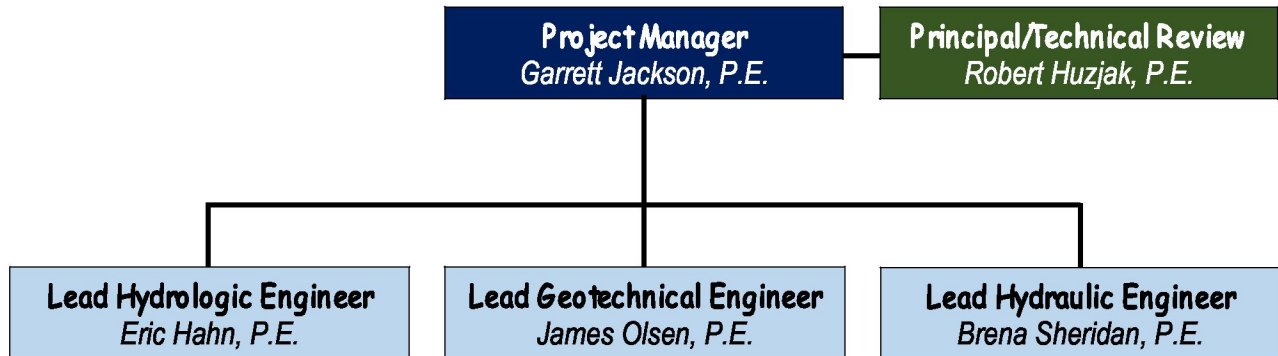 Project Manager
Garrett Jackson, P.E.
Principal/Technical Review
Robert Huzjak, P.E.
Lead Hydrologic Engineer
Eric Hahn, P.E.
Lead Geotechnical Engineer
James Olsen, P.E.
Lead Hydraulic Engineer
Brena Sheridan, P.E.